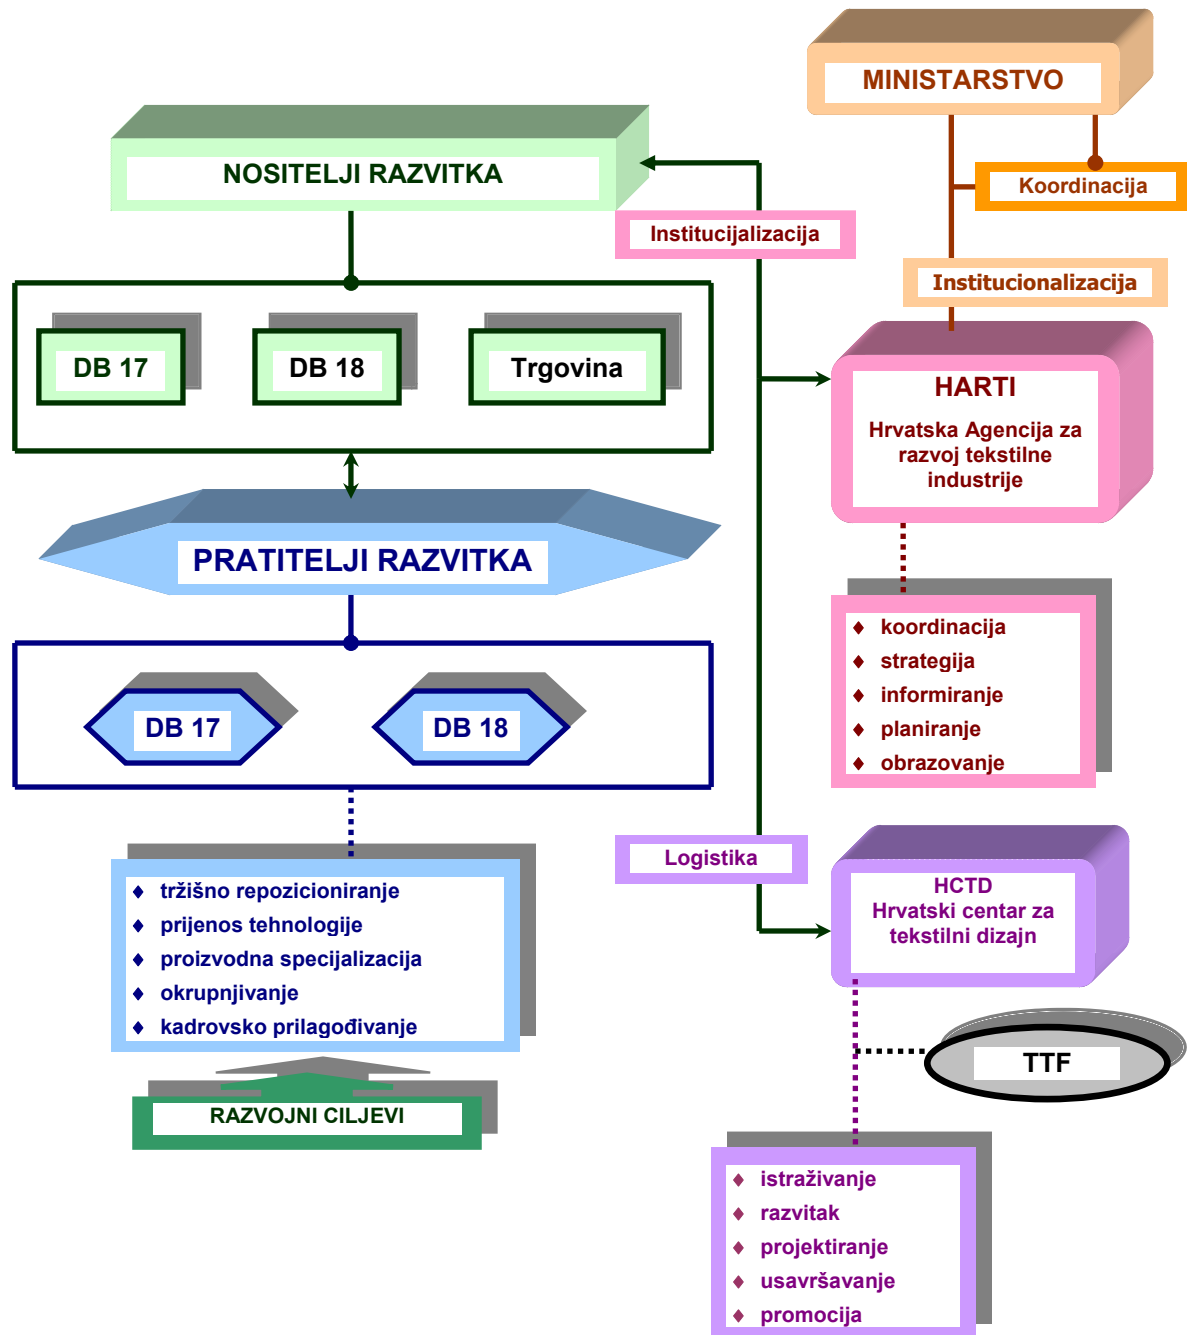 MINISTARSTVO
NOSITELJI RAZVITKA
Koordinacija
Institucijalizacija
Institucionalizacija
DB 17
DB 18
Trgovina
HARTI
Hrvatska Agencija za
razvoj tekstilne
industrije
PRATITELJI RAZVITKA
♦ koordinacija
♦ strategija
♦ informiranje
♦ planiranje
♦ obrazovanje
DB 17
DB 18
Logistika
♦ tržišno repozicioniranje
♦ prijenos tehnologije
♦ proizvodna specijalizacija
♦ okrupnjivanje
♦ kadrovsko prilagođivanje
HCTD
Hrvatski centar za
tekstilni dizajn
TTF
RAZVOJNI CILJEVI
♦ istraživanje
♦ razvitak
♦ projektiranje
♦ usavršavanje
♦ promocija